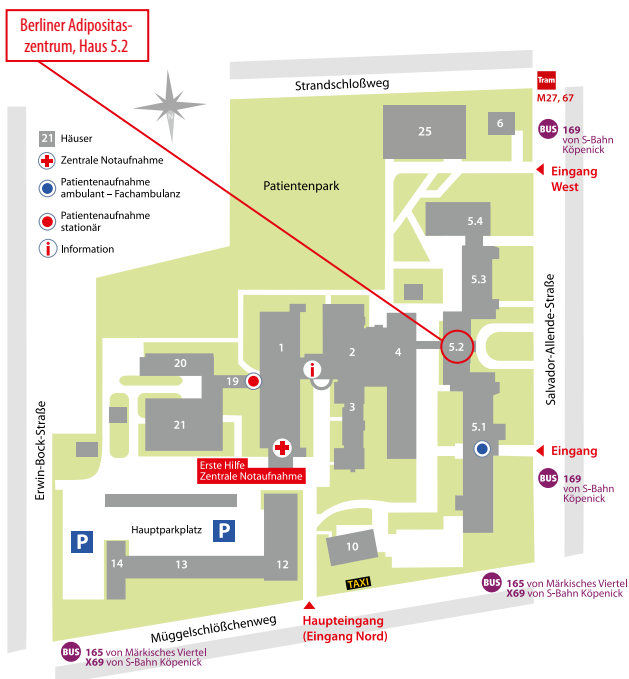 Berliner Adipositas-
zentrum, Haus 5.2
Strandschloßweg
Tram
M27, 67
N
21 Häuser
Zentrale Notaufnahme
Patientenaufnahme
ambulant – Fachambulanz
Patientenaufnahme
stationär
i Information
Patientenpark
25
6
BUS 169
von S-Bahn
Köpenick
Eingang
West
5.4
5.3
Salvador-Allende-Straße
1
2
4
5.2
i
20
19
3
21
5.1
Erwin-Bock-Straße
Eingang
Erste Hilfe
Zentrale Notaufnahme
BUS 169
von S-Bahn
Köpenick
P
Hauptparkplatz
P
10
14
13
12
TAXI
BUS 165 von Märkisches Viertel
X69 von S-Bahn Köpenick
Haupteingang
(Eingang Nord)
Müggelschlößchenweg
BUS 165 von Märkisches Viertel
X69 von S-Bahn Köpenick